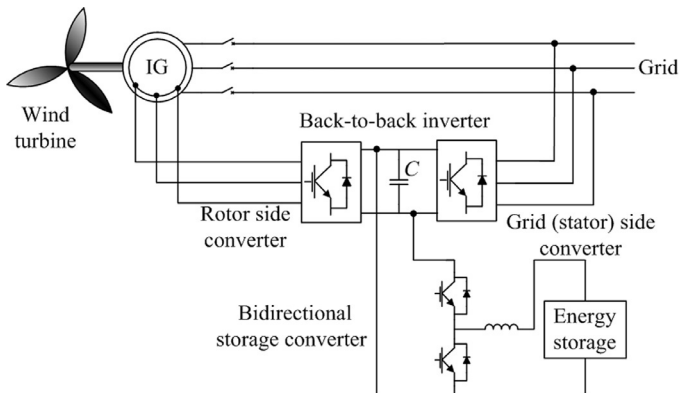 IG
Grid
Wind
turbine
Back-to-back inverter
C
Rotor side
converter
Grid (stator) side
converter
Bidirectional
storage converter
Energy
storage